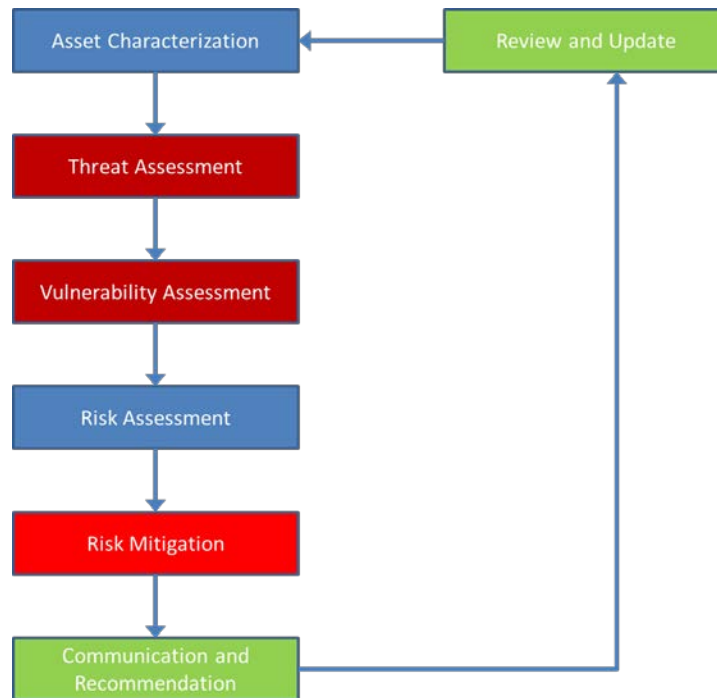 Asset Characterization
Review and Update
Threat Assessment
Vulnerability Assessment
Risk Assessment
Risk Mitigation
Communication and
Recommendation